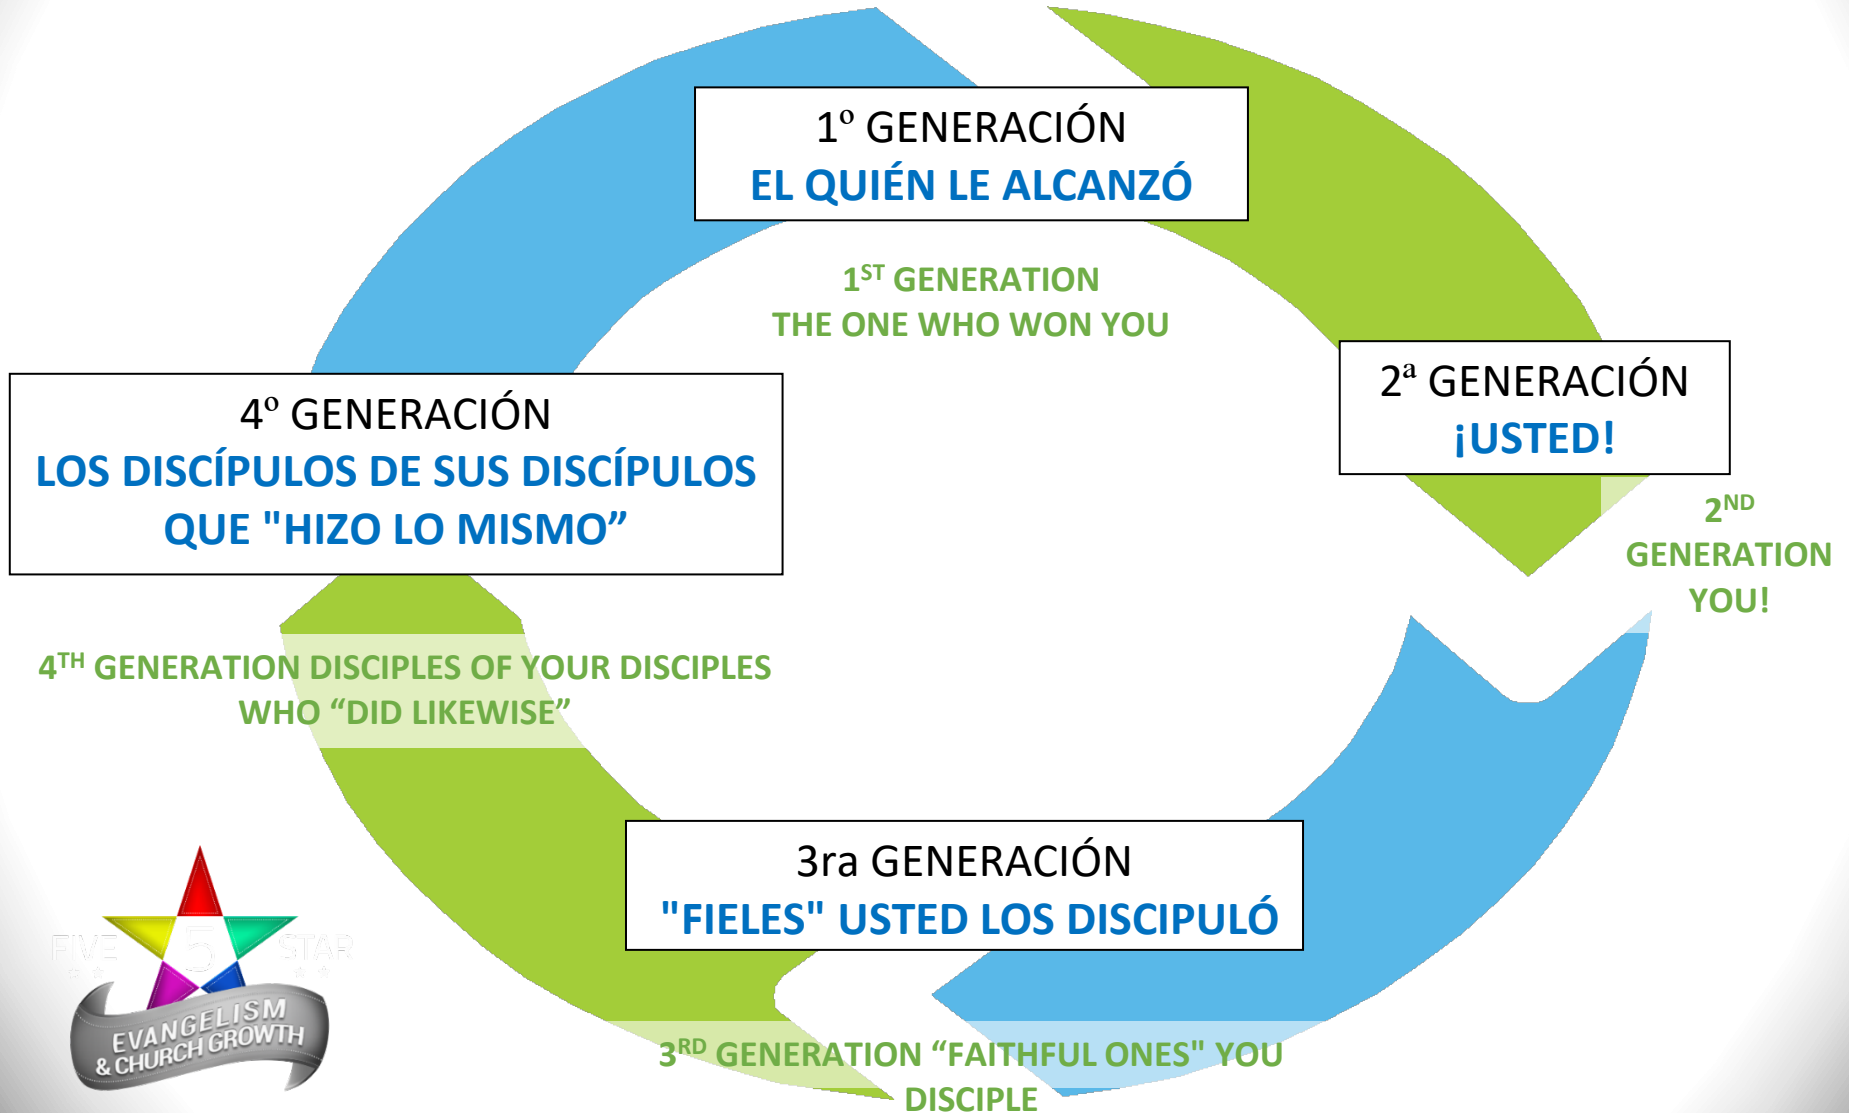 1º GENERACIÓN
EL QUIÉN LE ALCANZÓ
1ST GENERATION
THE ONE WHO WON YOU
2ª GENERACIÓN
¡USTED!
2ND
GENERATION
YOU!
3ra GENERACIÓN
"FIELES" USTED LOS DISCIPULÓ
3RD GENERATION “FAITHFUL ONES" YOU
DISCIPLE
4º GENERACIÓN
LOS DISCÍPULOS DE SUS DISCÍPULOS
QUE "HIZO LO MISMO”
4TH GENERATION DISCIPLES OF YOUR DISCIPLES
WHO “DID LIKEWISE”
FIVE 5 STAR
EVANGELISM
& CHURCH GROWTH